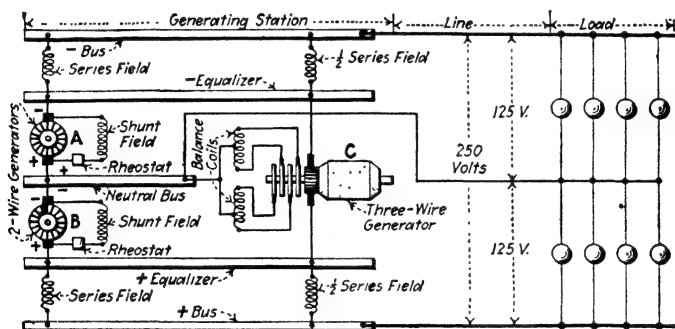 Generating Station
Line
Load
– Bus
Series Field
½ Series Field
– Equalizer
2-Wire Generators
–
A
Shunt
Field
+
Rheostat
+
–
Neutral Bus
–
B
Shunt Field
+
Rheostat
Balance
Coils
C
Three-Wire
Generator
125 V.
250
Volts
125 V.
+ Equalizer
Series Field
½ Series Field
+ Bus